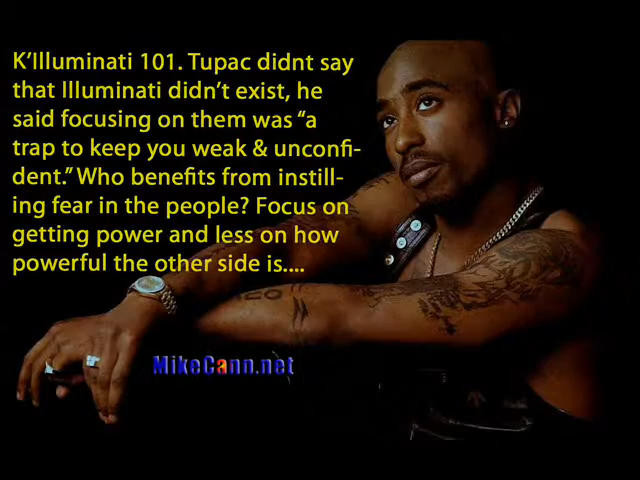 K’Illuminati 101. Tupac didnt say
that Illuminati didn’t exist, he
said focusing on them was “a
trap to keep you weak & unconfi-
dent.” Who benefits from instill-
ing fear in the people? Focus on
getting power and less on how
powerful the other side is....
MikeCann.net